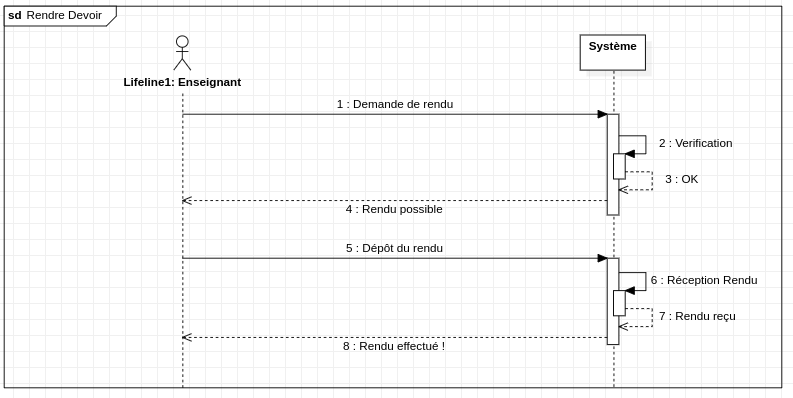 sd Rendre Devoir
Système
Lifeline1: Enseignant
1 : Demande de rendu
2 : Verification
3 : OK
4 : Rendu possible
5 : Dépôt du rendu
6 : Réception Rendu
7 : Rendu reçu
8 : Rendu effectué !